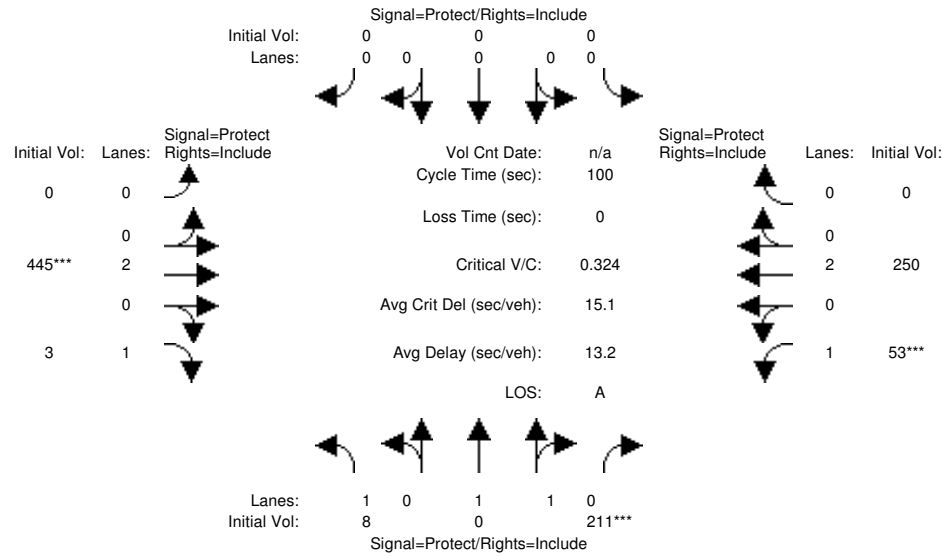 Signal=Protect/Rights=Include
Initial Vol: 0 0 0
Lanes: 0 0 0 0 0
Signal=Protect
Initial Vol: Lanes: Rights=Include
Vol Cnt Date: n/a
Signal=Protect
Rights=Include Lanes: Initial Vol:
Cycle Time (sec): 100
0 0
0 0
Loss Time (sec): 0
0
0
445*** 2
Critical V/C: 0.324
2 250
0
Avg Crit Del (sec/veh): 15.1
0
3 1
Avg Delay (sec/veh): 13.2
1 53***
LOS: A
Lanes: 1 0 1 1 0
Initial Vol: 8 0 211***
Signal=Protect/Rights=Include